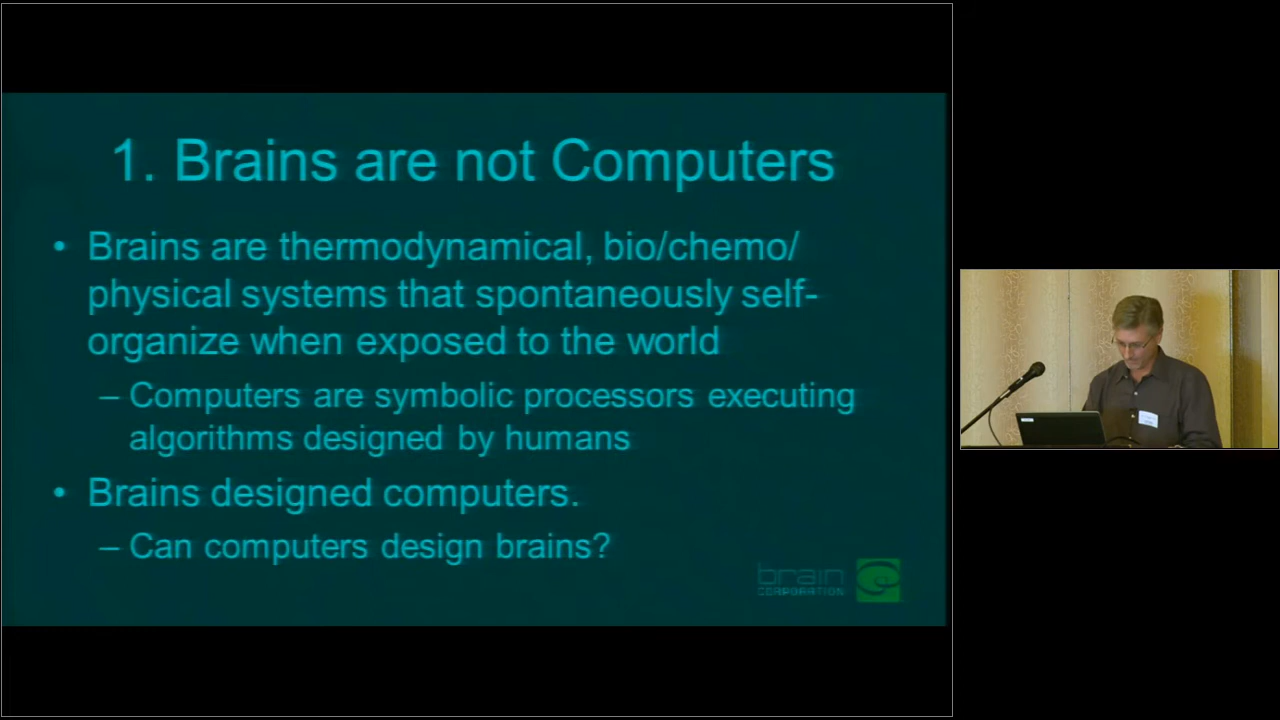 1. Brains are not Computers
• Brains are thermodynamical, bio/chemo/
physical systems that spontaneously self-
organize when exposed to the world
– Computers are symbolic processors executing
algorithms designed by humans
• Brains designed computers.
– Can computers design brains?
brain
CORPORATION